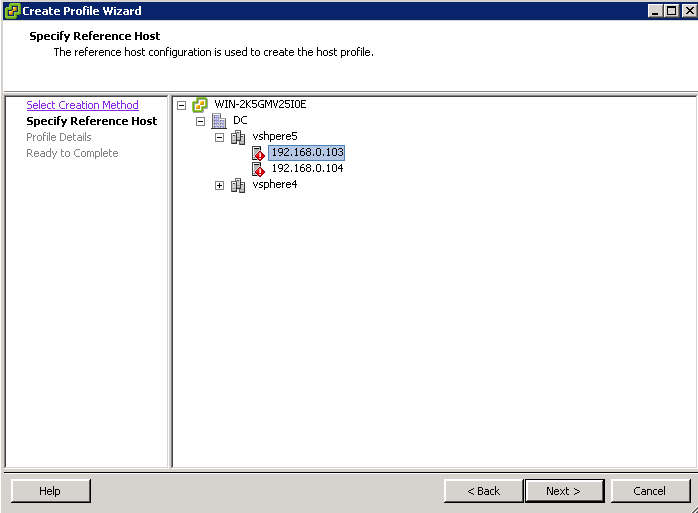 Create Profile Wizard
Specify Reference Host
The reference host configuration is used to create the host profile.
Select Creation Method
Specify Reference Host
Profile Details
Ready to Complete
WIN-2K5GMV25I0E
DC
vshpere5
192.168.0.103
192.168.0.104
vsphere4
Help
< Back
Next >
Cancel